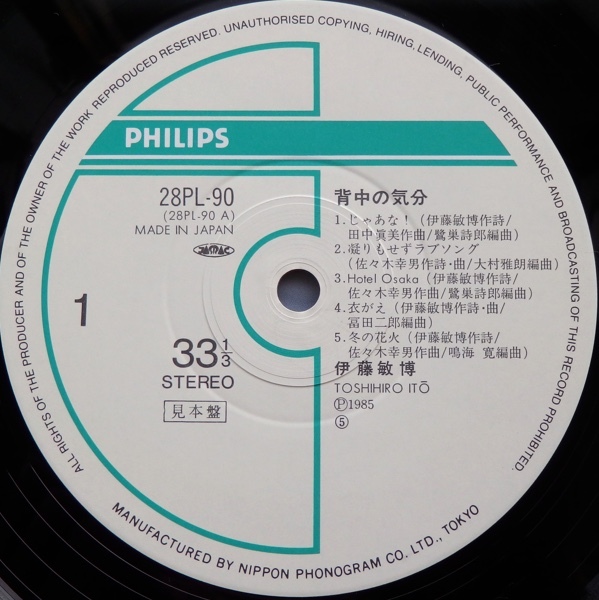 ALL RIGHTS OF THE PRODUCER AND OF THE OWNER OF THE WORK REPRODUCED RESERVED. UNAUTHORISED COPYING, HIRING, LENDING, PUBLIC PERFORMANCE AND BROADCASTING OF THIS RECORD PROHIBITED.
PHILIPS
28PL-90
(28PL-90 A)
MADE IN JAPAN
JASRAC
1
33 1/3
STEREO
見本盤
背中の気分
1.じゃあな！(伊藤敏博作詩/
田中眞美作曲/鷺巣詩郎編曲)
2.凝りもせずラブソング
(佐々木幸男作詩・曲/大村雅朗編曲)
3.Hotel Osaka (伊藤敏博作詩/
佐々木幸男作曲/鷺巣詩郎編曲)
4.衣がえ (伊藤敏博作詩・曲/
冨田二郎編曲)
5.冬の花火 (伊藤敏博作詩/
佐々木幸男作曲/鳴海 寛編曲)
伊藤敏博
TOSHIHIRO ITŌ
Ⓟ1985
⑤
MANUFACTURED BY NIPPON PHONOGRAM CO. LTD., TOKYO